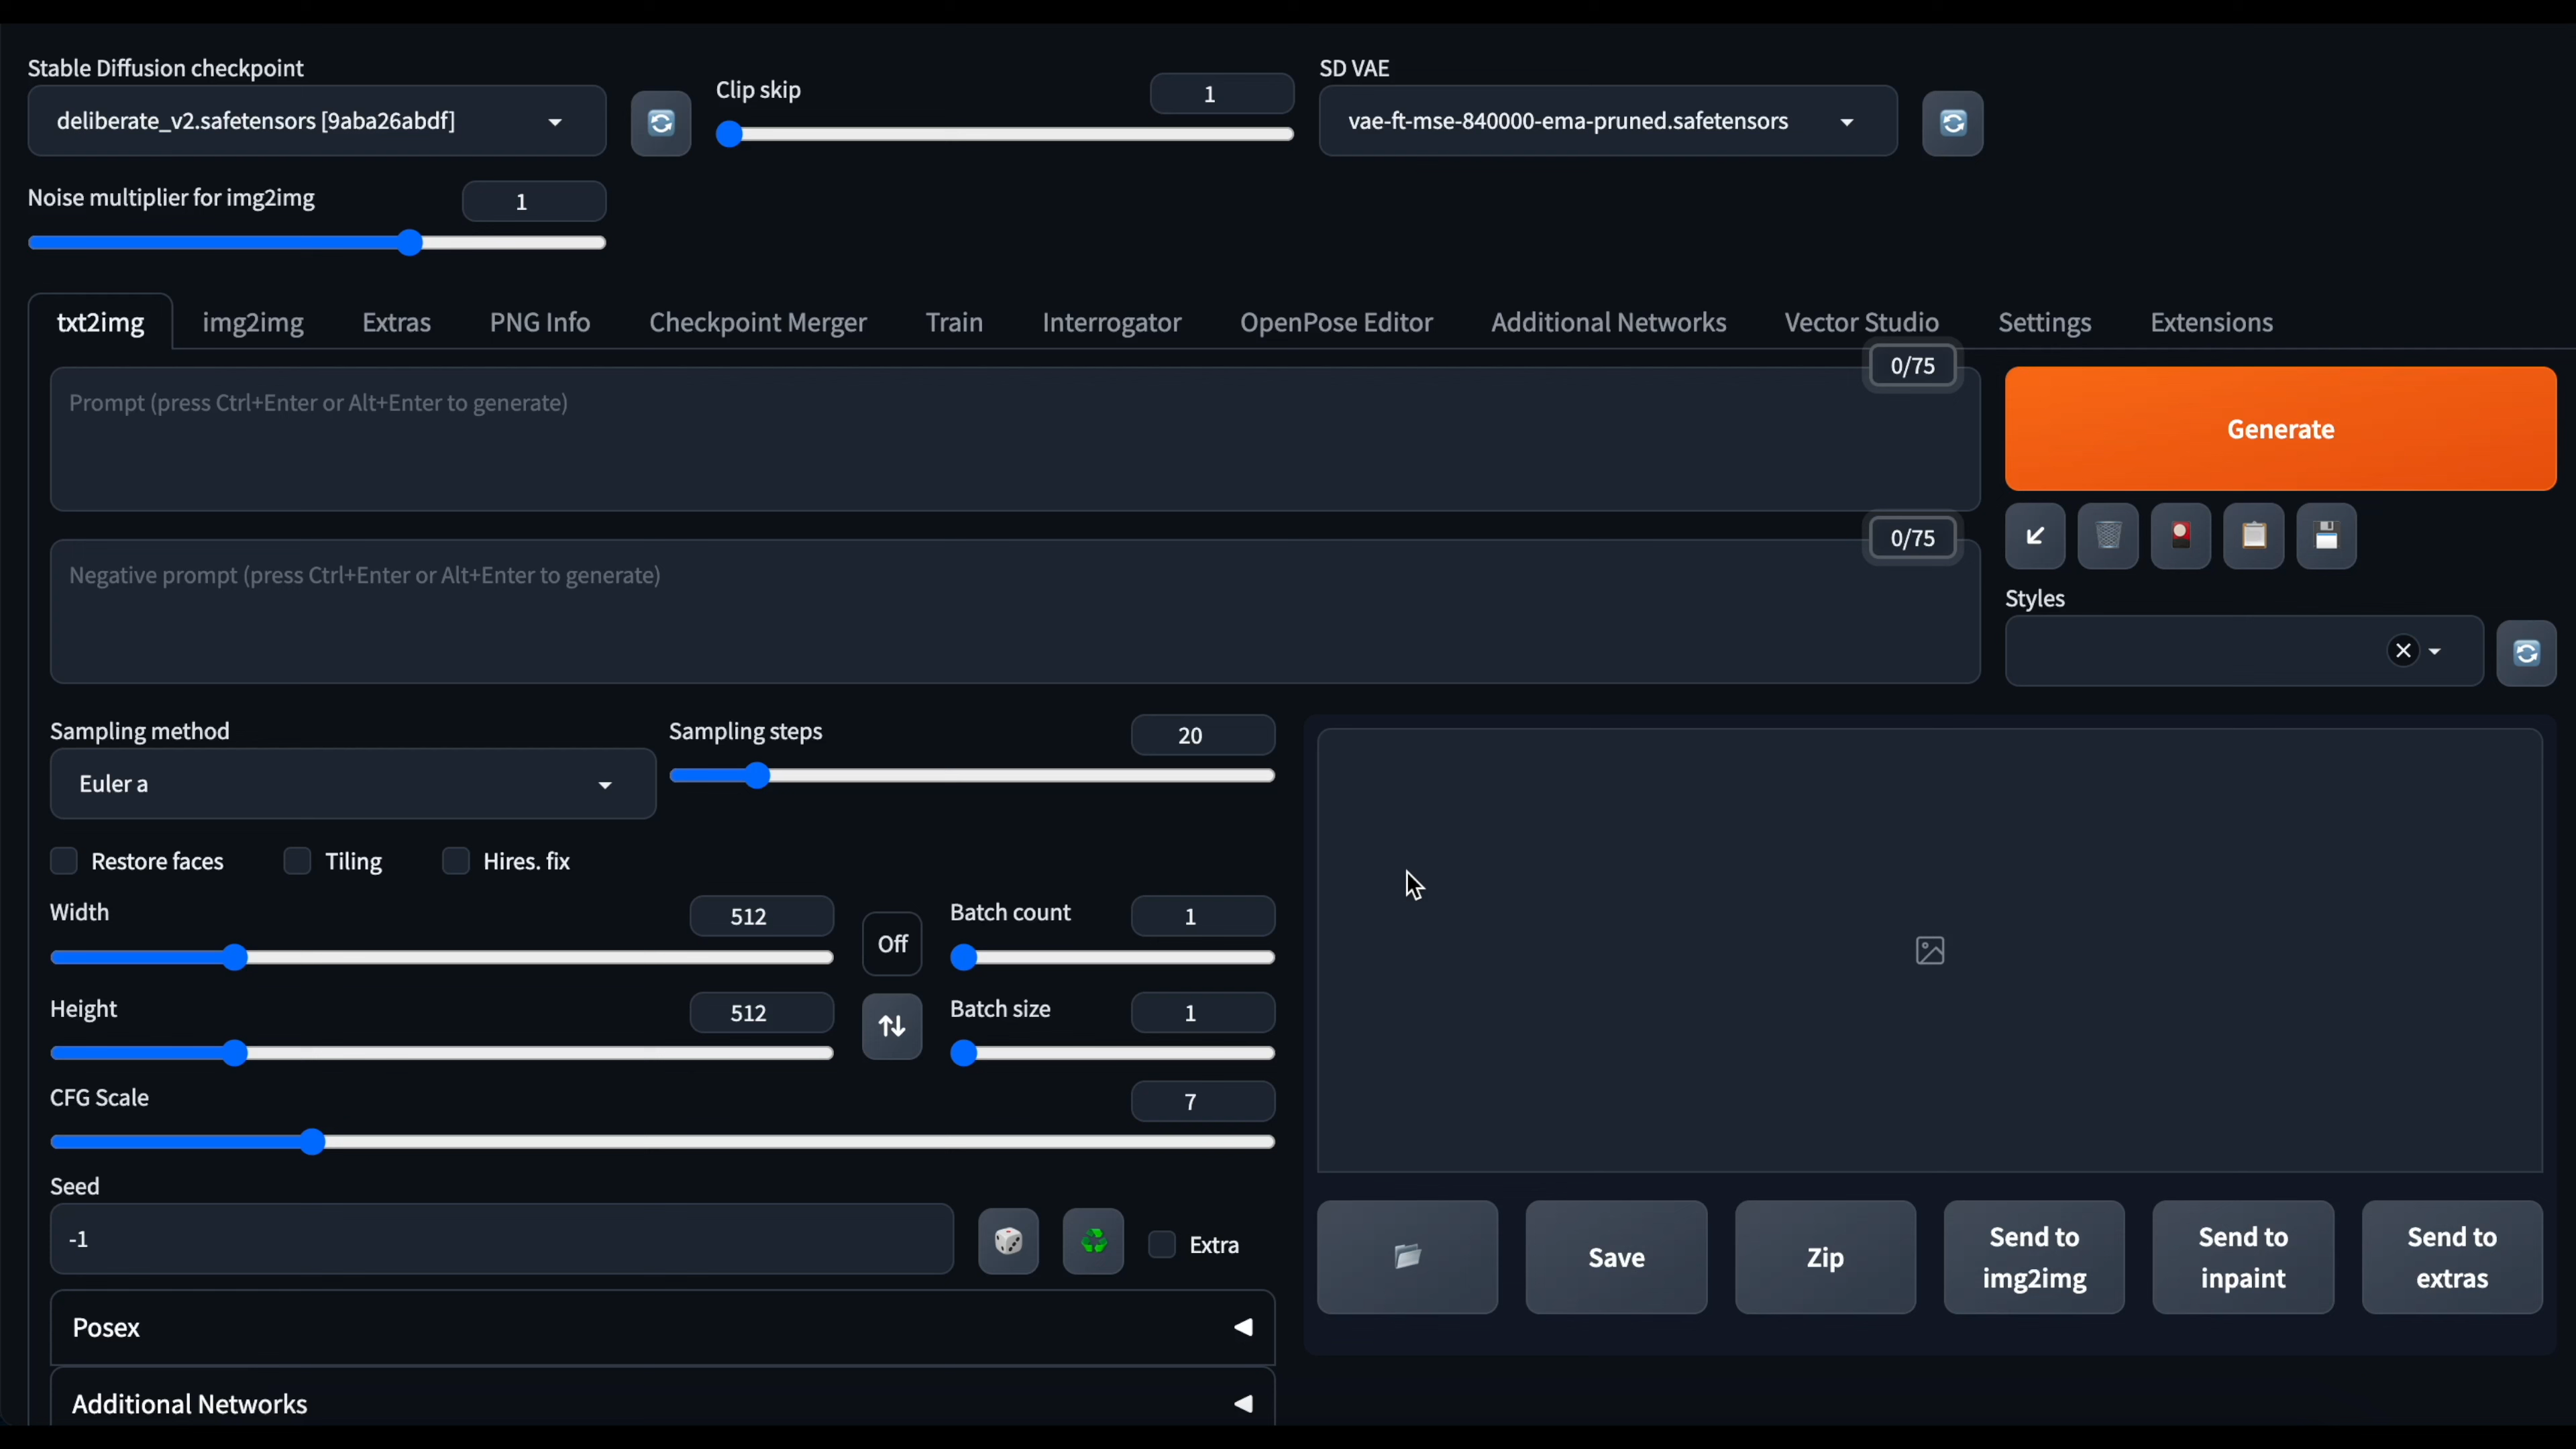 Stable Diffusion checkpoint
deliberate_v2.safetensors [9aba26abdf]
Clip skip
1
SD VAE
vae-ft-mse-840000-ema-pruned.safetensors
Noise multiplier for img2img
1
txt2img img2img Extras PNG Info Checkpoint Merger Train Interrogator OpenPose Editor Additional Networks Vector Studio Settings Extensions
0/75
Prompt (press Ctrl+Enter or Alt+Enter to generate)
Generate
0/75
Negative prompt (press Ctrl+Enter or Alt+Enter to generate)
Styles
Sampling method
Euler a
Sampling steps
20
Restore faces Tiling Hires. fix
Width
512
Off
Batch count
1
Height
512
Batch size
1
CFG Scale
7
Seed
-1
Extra
Save
Zip
Send to
img2img
Send to
inpaint
Send to
extras
Posex
Additional Networks